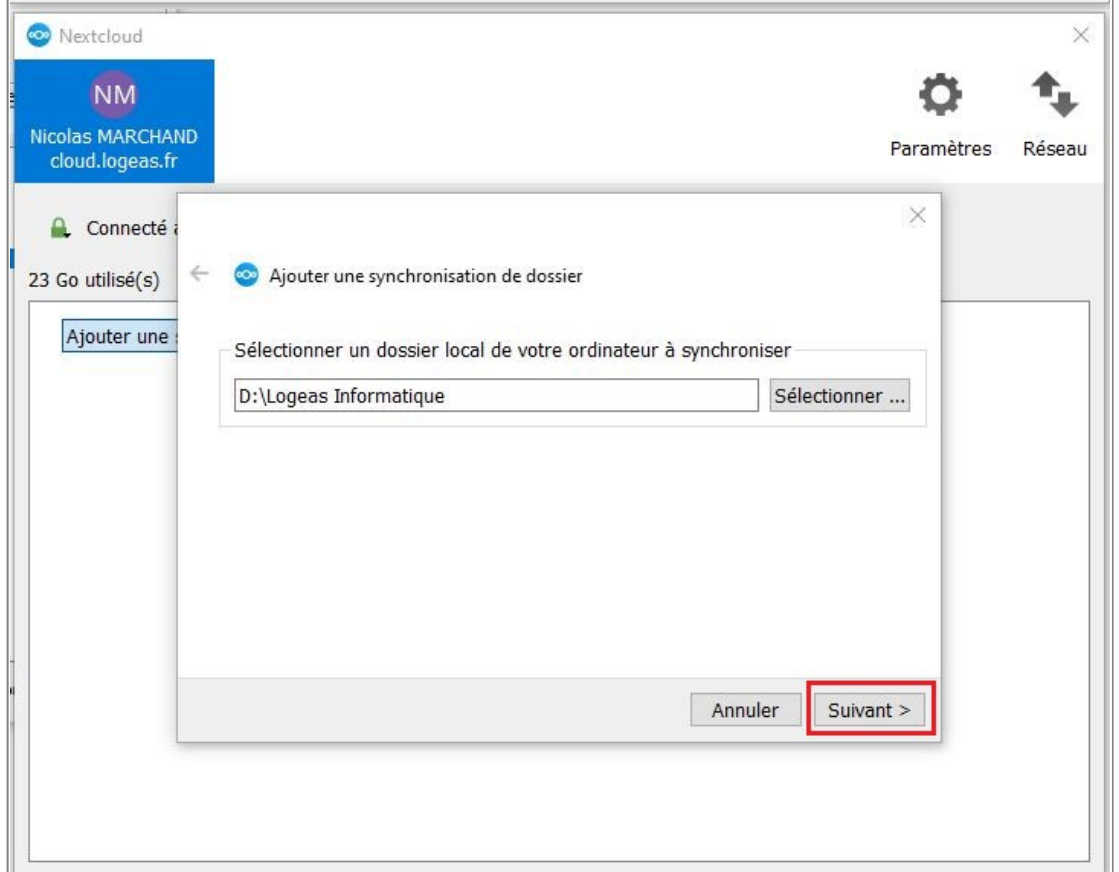 Nextcloud
NM
Nicolas MARCHAND
cloud.logeas.fr
Paramètres
Réseau
Connecté
23 Go utilisé(s)
Ajouter une
Ajouter une synchronisation de dossier
Sélectionner un dossier local de votre ordinateur à synchroniser
D:\Logeas Informatique
Sélectionner ...
Annuler
Suivant >